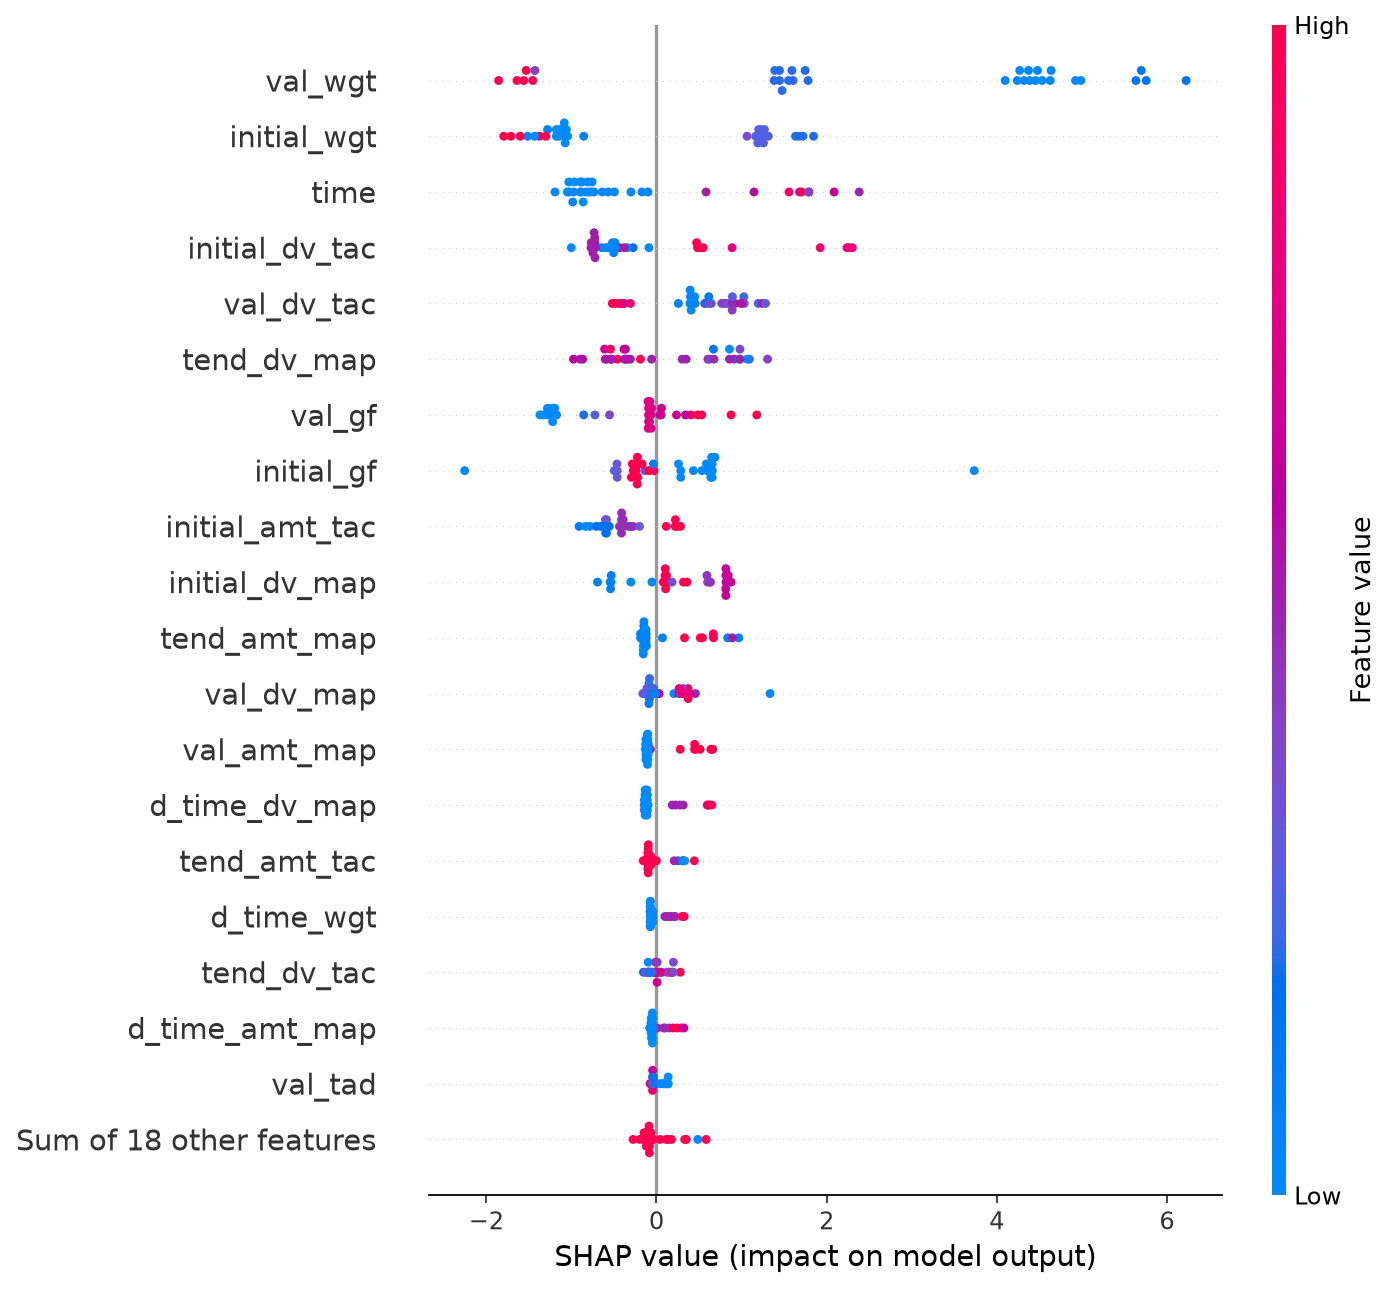 High
val_wgt
initial_wgt
time
initial_dv_tac
val_dv_tac
tend_dv_map
val_gf
initial_gf
initial_amt_tac
initial_dv_map
tend_amt_map
val_dv_map
val_amt_map
d_time_dv_map
tend_amt_tac
d_time_wgt
tend_dv_tac
d_time_amt_map
val_tad
Sum of 18 other features
Feature value
Low
−2 0 2 4 6
SHAP value (impact on model output)